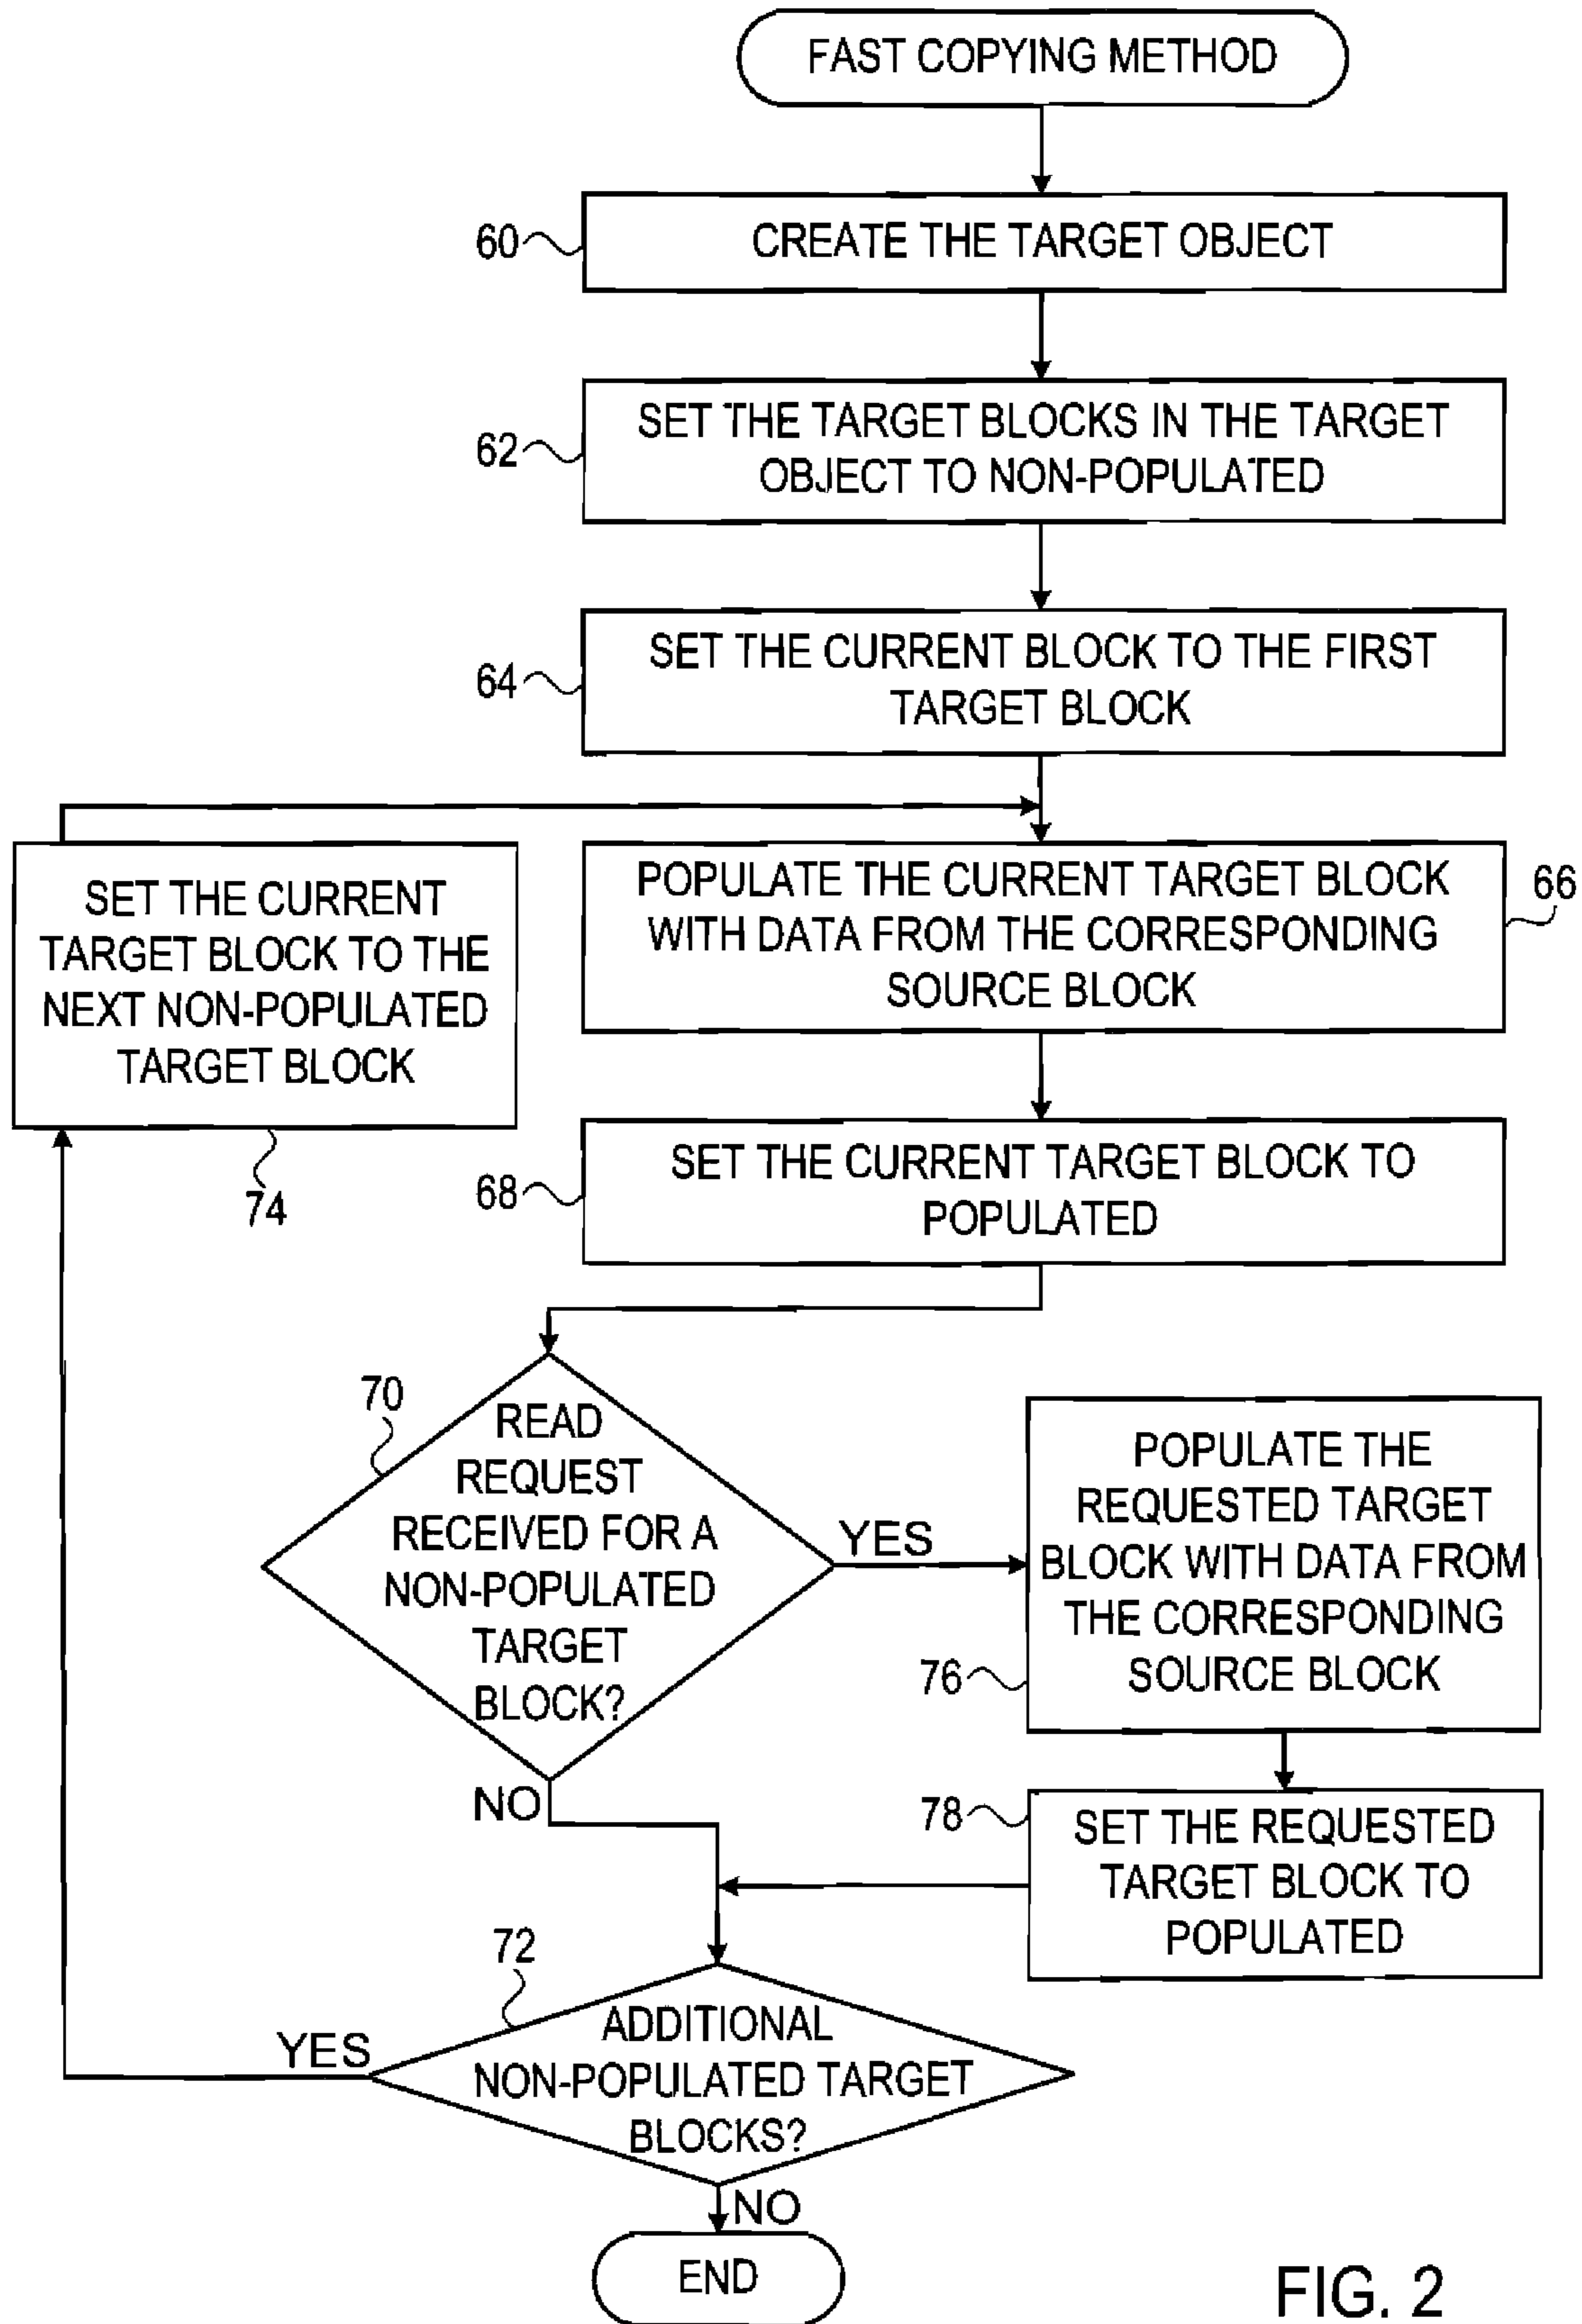 FAST COPYING METHOD
60
CREATE THE TARGET OBJECT
62
SET THE TARGET BLOCKS IN THE TARGET
OBJECT TO NON-POPULATED
64
SET THE CURRENT BLOCK TO THE FIRST
TARGET BLOCK
SET THE CURRENT
TARGET BLOCK TO THE
NEXT NON-POPULATED
TARGET BLOCK
74
POPULATE THE CURRENT TARGET BLOCK
WITH DATA FROM THE CORRESPONDING
SOURCE BLOCK
66
68
SET THE CURRENT TARGET BLOCK TO
POPULATED
70
READ
REQUEST
RECEIVED FOR A
NON-POPULATED
TARGET
BLOCK?
YES
NO
POPULATE THE
REQUESTED TARGET
BLOCK WITH DATA FROM
THE CORRESPONDING
SOURCE BLOCK
76
78
SET THE REQUESTED
TARGET BLOCK TO
POPULATED
72
ADDITIONAL
NON-POPULATED TARGET
BLOCKS?
YES
NO
END
FIG. 2